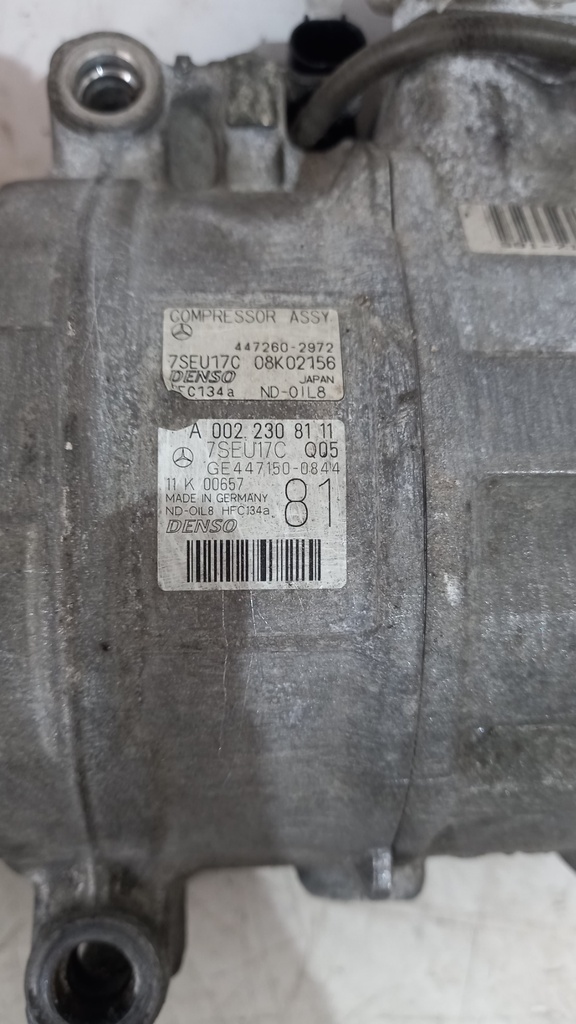 COMPRESSOR ASSY
447260-2972
7SEU17C 08K02156
DENSO JAPAN
HFC134a ND-OIL8
A 002 230 81 11
7SEU17C Q05
GE447150-0844
11 K 00657
MADE IN GERMANY
81
ND-OIL8 HFC134a
DENSO